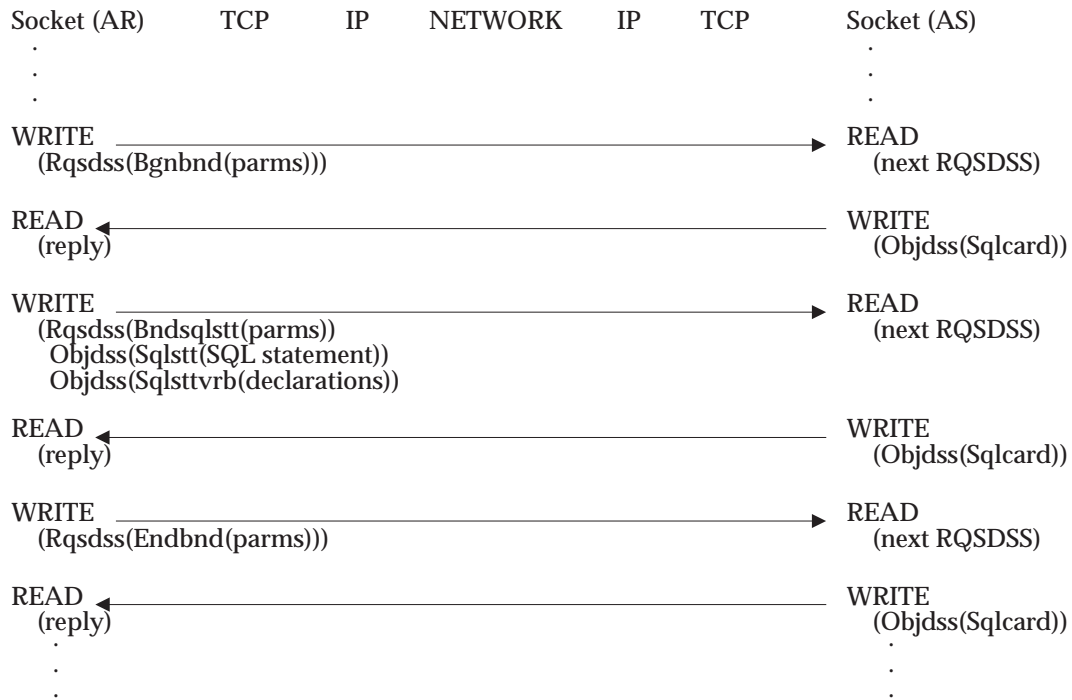 Socket (AR) TCP IP NETWORK IP TCP Socket (AS)
. .
. .
. .
WRITE READ
(Rqsdss(Bgnbnd(parms))) (next RQSDSS)
READ WRITE
(reply) (Objdss(Sqlcard))
WRITE READ
(Rqsdss(Bndsqlstt(parms)) (next RQSDSS)
Objdss(Sqlstt(SQL statement))
Objdss(Sqlsttvrb(declarations))
READ WRITE
(reply) (Objdss(Sqlcard))
WRITE READ
(Rqsdss(Endbnd(parms))) (next RQSDSS)
READ WRITE
(reply) (Objdss(Sqlcard))
. .
. .
. .